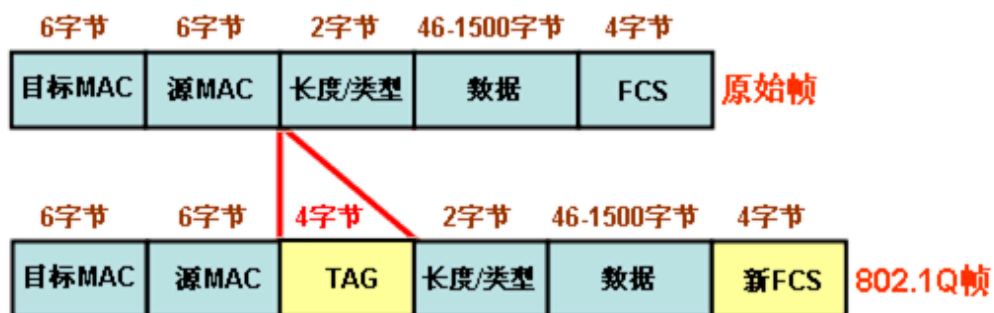 6字节 6字节 2字节 46-1500字节 4字节
目标MAC 源MAC 长度/类型 数据 FCS 原始帧
6字节 6字节 4字节 2字节 46-1500字节 4字节
目标MAC 源MAC TAG 长度/类型 数据 新FCS 802.1Q帧